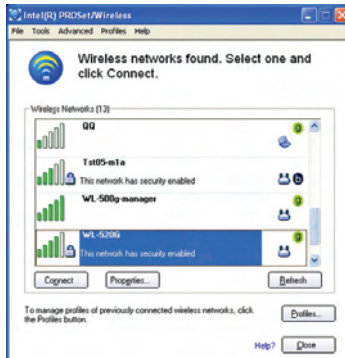 Intel(R) PROSet/Wireless
File Tools Advanced Profiles Help
Wireless networks found. Select one and
click Connect.
Wireless Networks (13)
QQ
g
Tst05-m1a
This network has security enabled
b
WL-500g-manager
g
WL-520G
This network has security enabled
g
Connect Properties... Refresh
To manage profiles of previously connected wireless networks, click
the Profiles button.
Profiles...
Help? Close